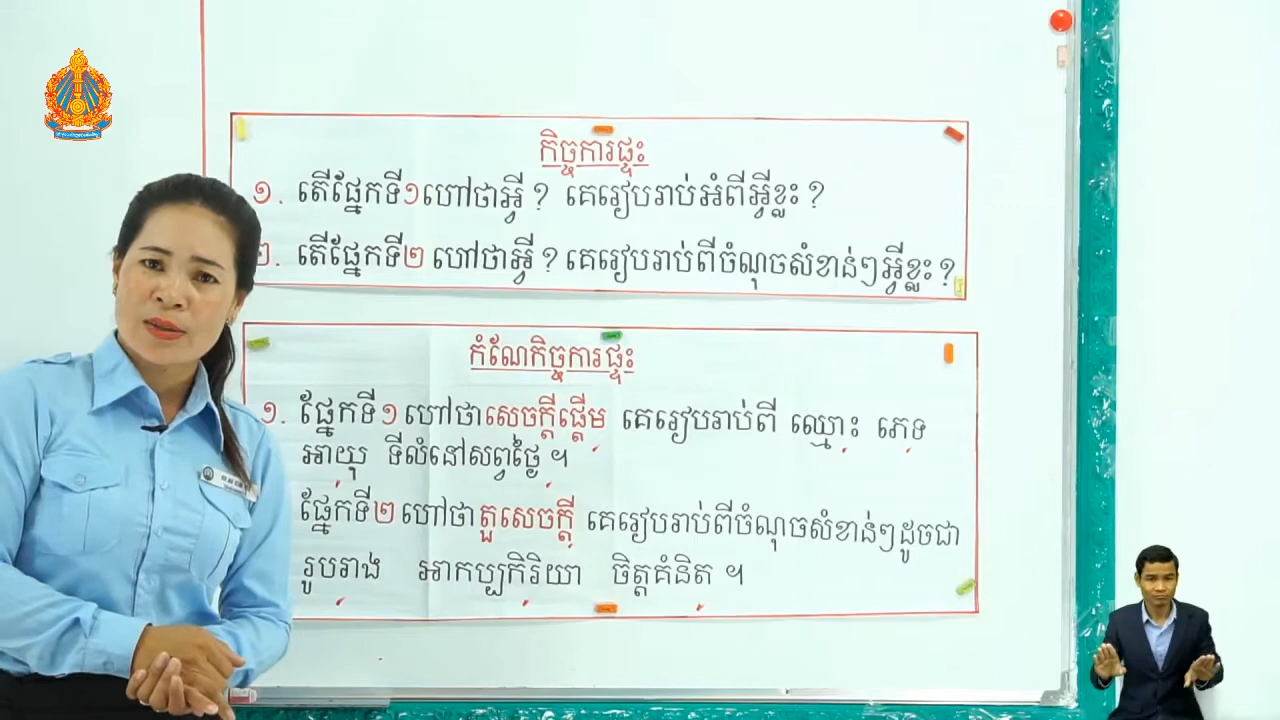 កិច្ចការផ្ទះ
១. តើផ្នែកទី១ហៅថាអ្វី? គេរៀបរាប់អំពីអ្វីខ្លះ?
២. តើផ្នែកទី២ ហៅថាអ្វី? គេរៀបរាប់ពីចំណុចសំខាន់ៗអ្វីខ្លះ?
កំណែកិច្ចការផ្ទះ
១. ផ្នែកទី១ ហៅថាសេចក្តីផ្តើម គេរៀបរាប់ពី ឈ្មោះ ភេទ
អាយុ ទីលំនៅសព្វថ្ងៃ ។
ផ្នែកទី២ ហៅថាតួសេចក្តី គេរៀបរាប់ពីចំណុចសំខាន់ៗដូចជា
រូបរាង អាកប្បកិរិយា ចិត្តគំនិត ។